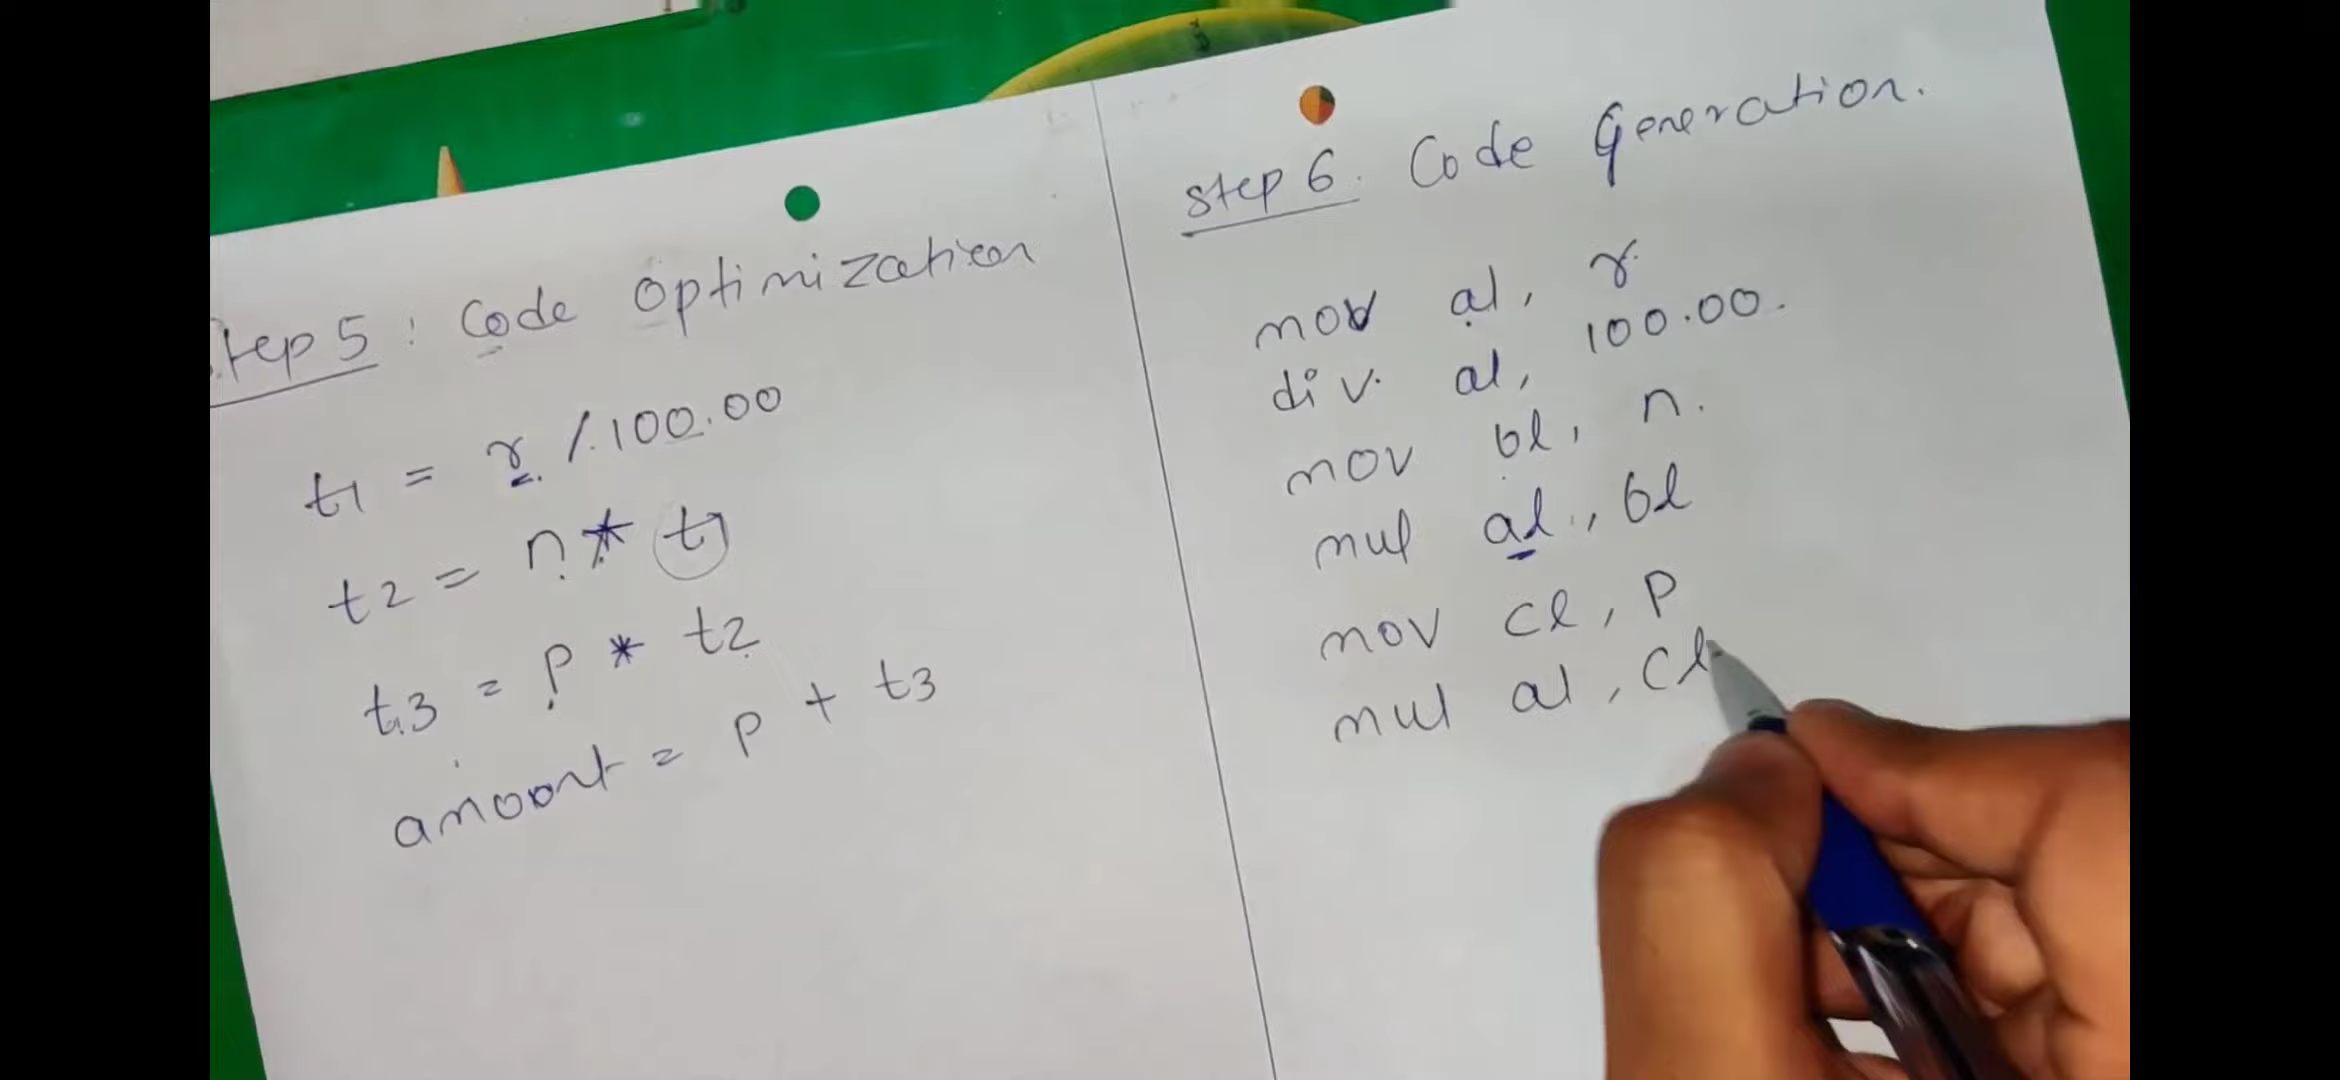 Step 5 : Code Optimization
t1 = r / 100.00
t2 = n * t1
t3 = p * t2
amount = p + t3
Step 6. Code Generation.
mov al, r
div. al, 100.00.
mov bl, n.
mul al, bl
mov cl, p
mul al, cl